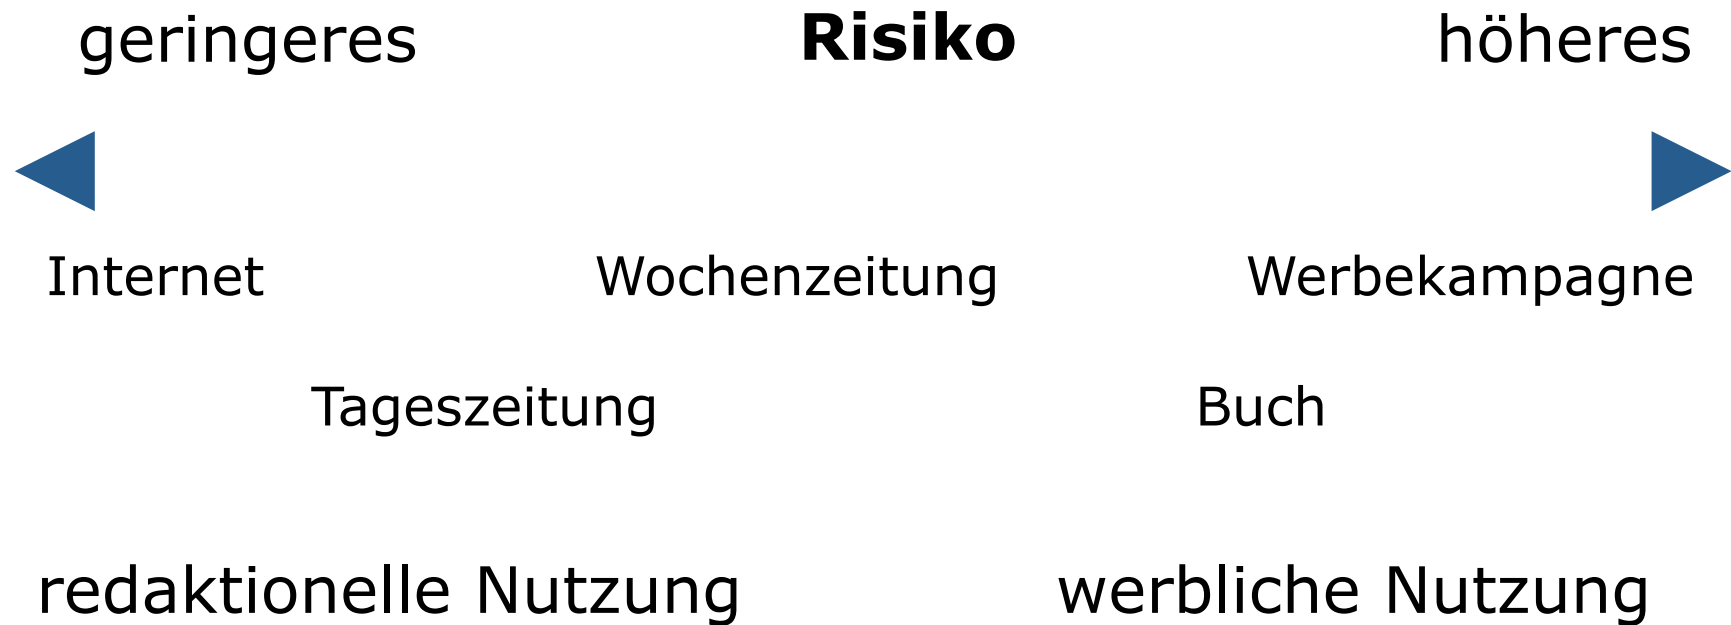 geringeres Risiko höheres
Internet Wochenzeitung Werbekampagne
Tageszeitung Buch
redaktionelle Nutzung werbliche Nutzung